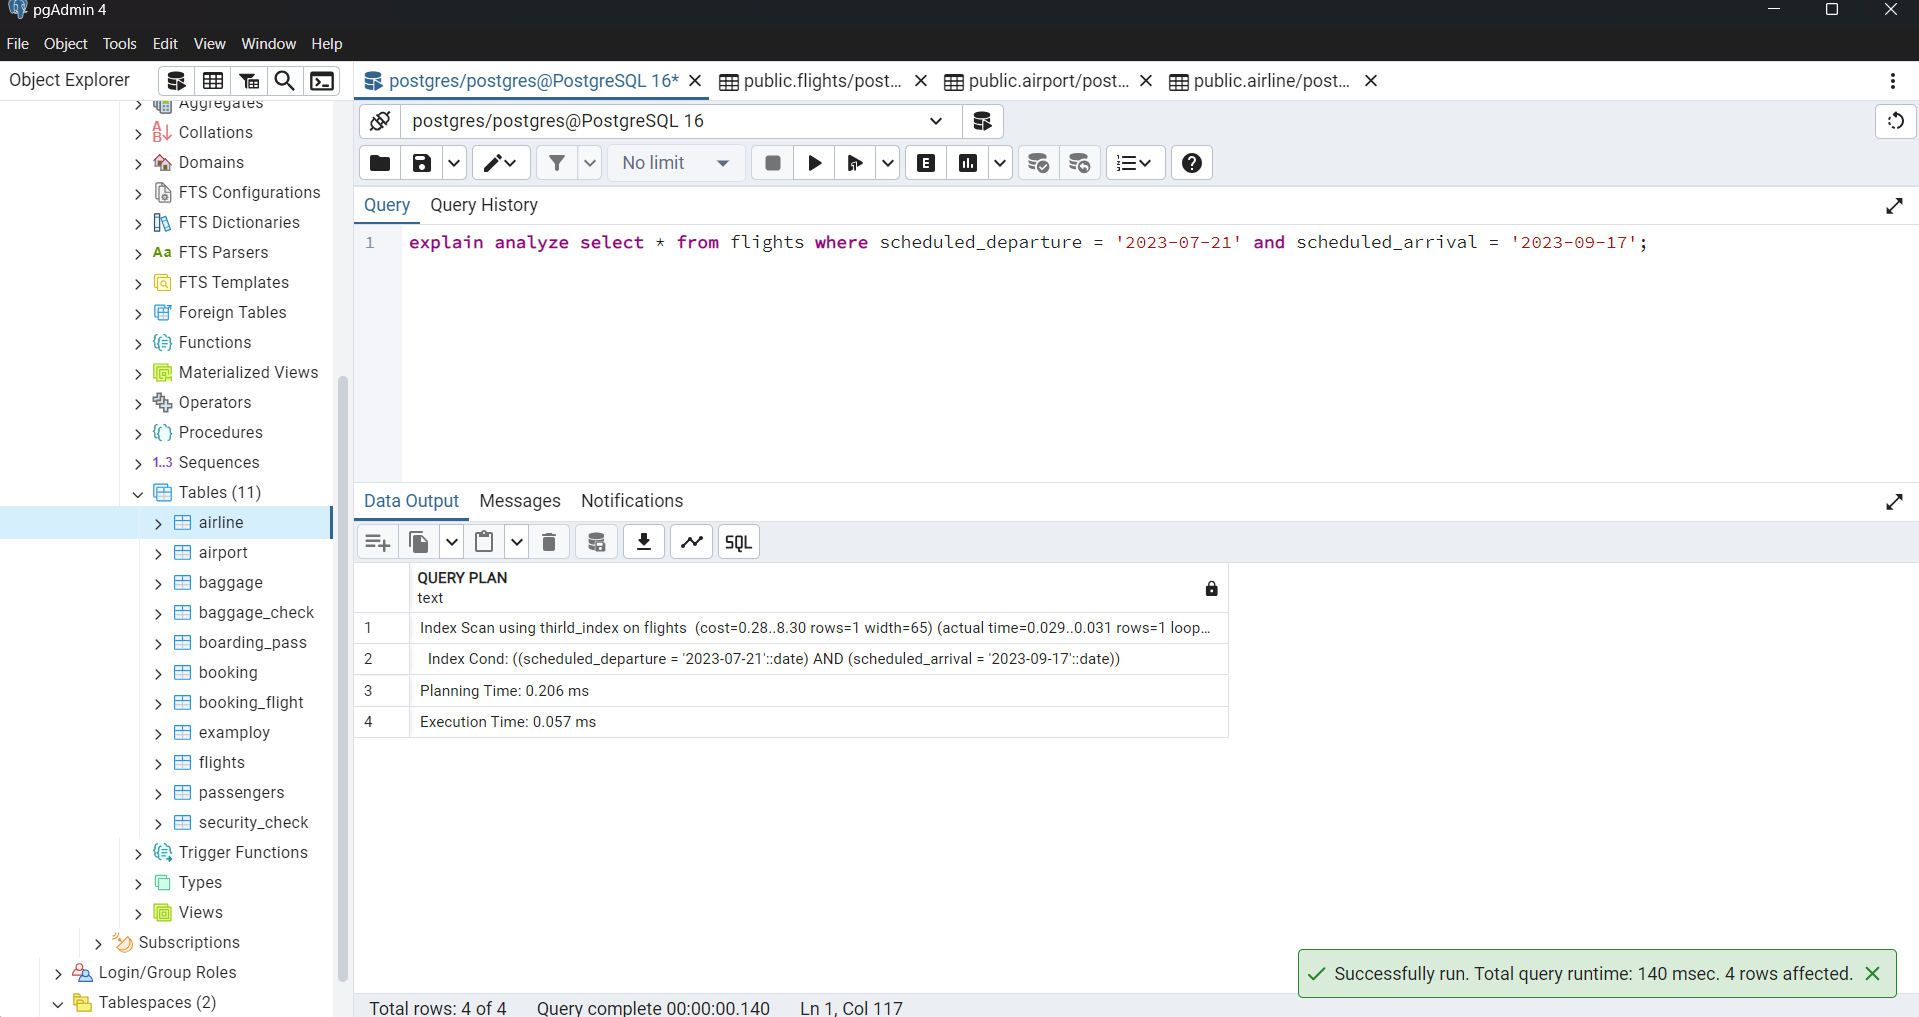 pgAdmin 4
File Object Tools Edit View Window Help
Object Explorer
postgres/postgres@PostgreSQL 16*
public.flights/post...
public.airport/post...
public.airline/post...
Aggregates
Collations
Domains
FTS Configurations
FTS Dictionaries
Aa FTS Parsers
FTS Templates
Foreign Tables
Functions
Materialized Views
Operators
Procedures
1..3 Sequences
Tables (11)
airline
airport
baggage
baggage_check
boarding_pass
booking
booking_flight
examploy
flights
passengers
security_check
Trigger Functions
Types
Views
Subscriptions
Login/Group Roles
Tablespaces (2)
postgres/postgres@PostgreSQL 16
No limit
E
Query Query History
1 explain analyze select * from flights where scheduled_departure = '2023-07-21' and scheduled_arrival = '2023-09-17';
Data Output Messages Notifications
SQL
QUERY PLAN
text
1 Index Scan using thirld_index on flights (cost=0.28..8.30 rows=1 width=65) (actual time=0.029..0.031 rows=1 loop...
2 Index Cond: ((scheduled_departure = '2023-07-21'::date) AND (scheduled_arrival = '2023-09-17'::date))
3 Planning Time: 0.206 ms
4 Execution Time: 0.057 ms
Successfully run. Total query runtime: 140 msec. 4 rows affected.
Total rows: 4 of 4 Query complete 00:00:00.140 Ln 1, Col 117